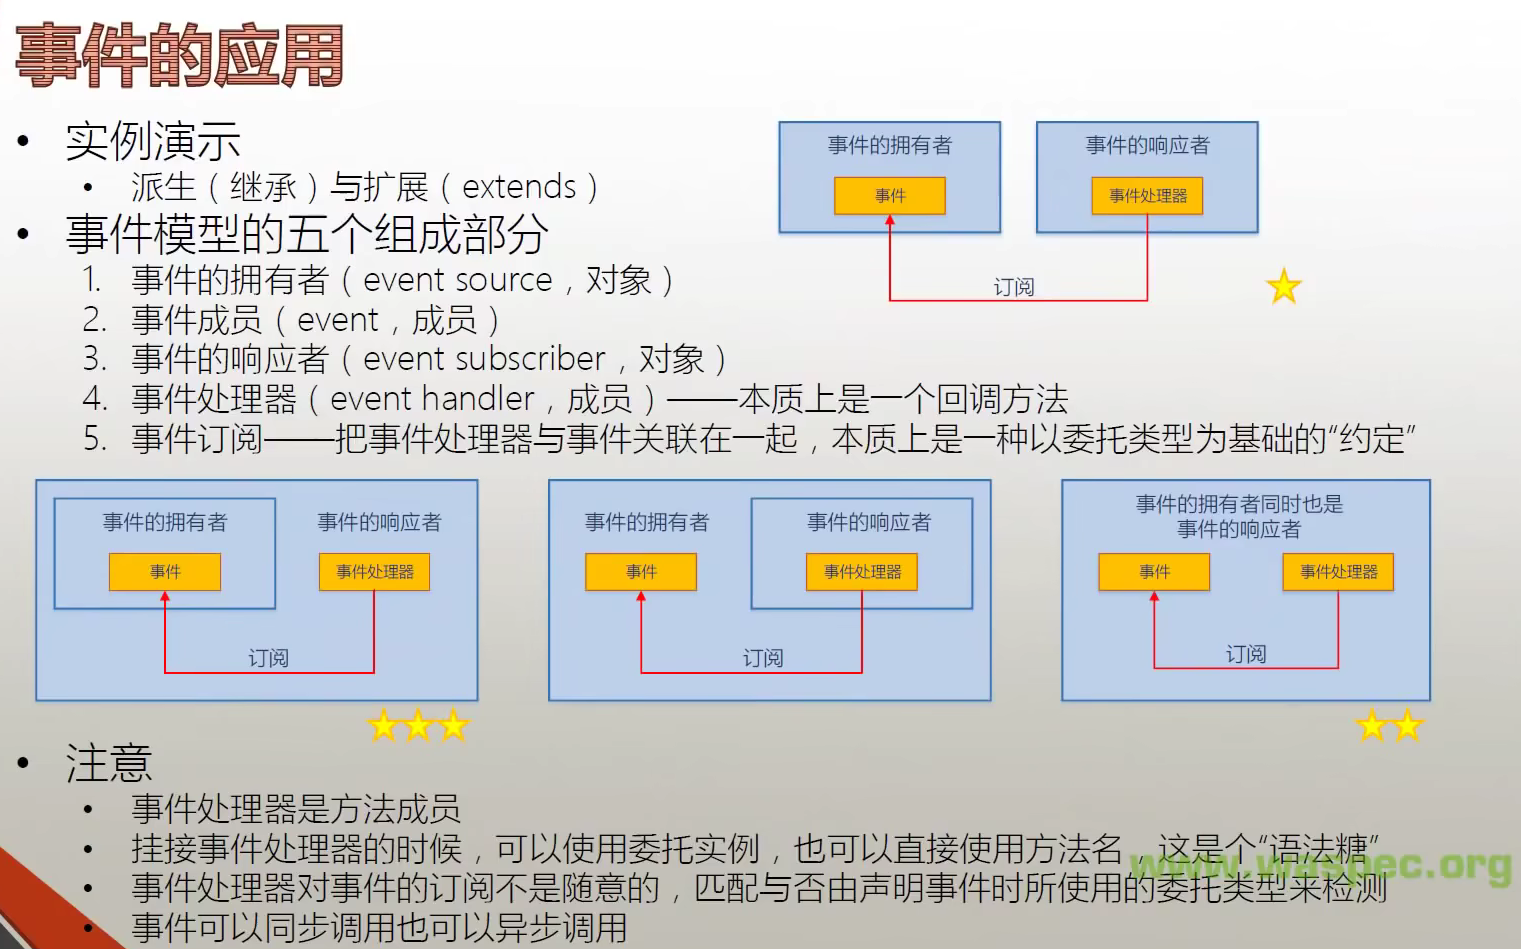 事件的应用
• 实例演示
• 派生（继承）与扩展（extends）
• 事件模型的五个组成部分
1. 事件的拥有者（event source，对象）
2. 事件成员（event，成员）
3. 事件的响应者（event subscriber，对象）
4. 事件处理器（event handler，成员）——本质上是一个回调方法
5. 事件订阅——把事件处理器与事件关联在一起，本质上是一种以委托类型为基础的“约定”
事件的拥有者
事件
事件的响应者
事件处理器
订阅
事件的拥有者
事件
事件的响应者
事件处理器
订阅
事件的拥有者
事件
事件的响应者
事件处理器
订阅
事件的拥有者同时也是
事件的响应者
事件
事件处理器
订阅
• 注意
• 事件处理器是方法成员
• 挂接事件处理器的时候，可以使用委托实例，也可以直接使用方法名，这是个“语法糖”
• 事件处理器对事件的订阅不是随意的，匹配与否由声明事件时所使用的委托类型来检测
• 事件可以同步调用也可以异步调用
www.waspec.org